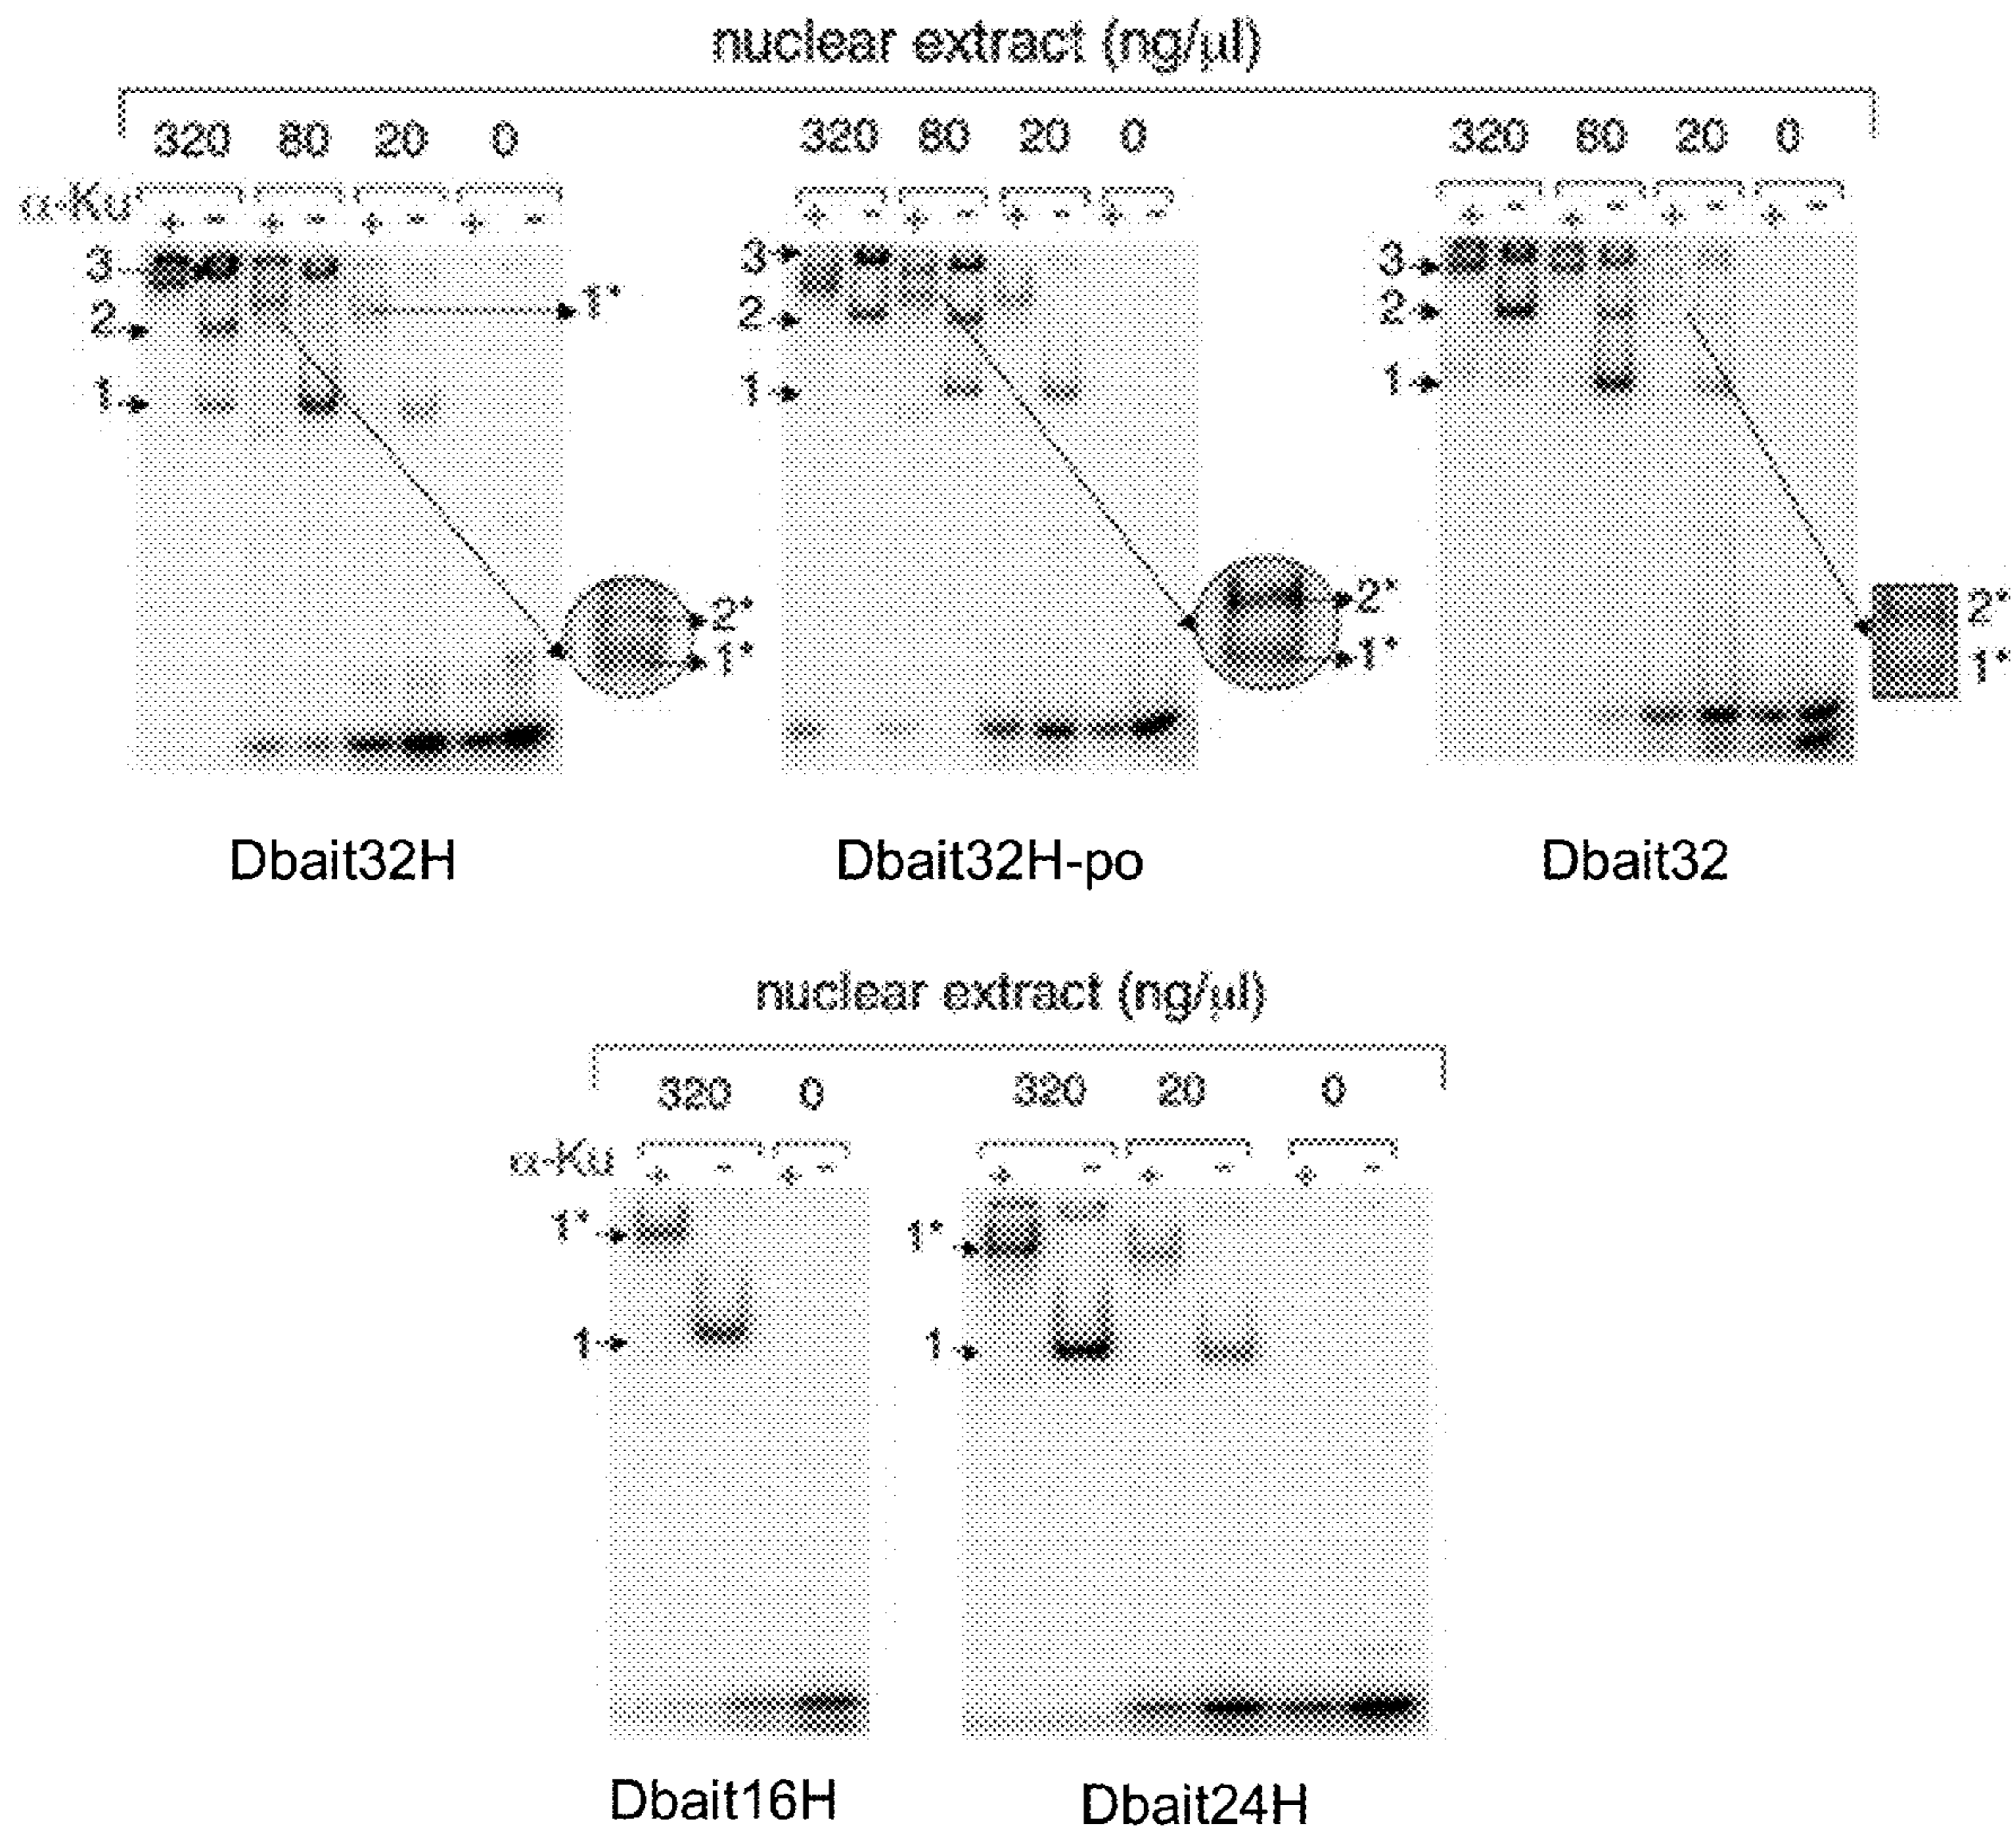 nuclear extract (ng/µl)
320 80 20 0 320 80 20 0 320 80 20 0
α-Ku + - + - + - + - + - + - + - + - + - + - + - + -
3 3 3
1*
2 2 2
1 1 1
2* 2* 2*
1* 1* 1*
Dbait32H Dbait32H-po Dbait32
nuclear extract (ng/µl)
320 0 320 20 0
α-Ku + - + - + - + - + -
1* 1*
1 1
Dbait16H Dbait24H